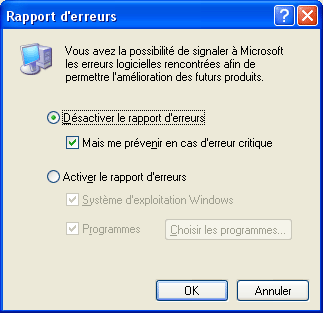 Rapport d'erreurs
Vous avez la possibilité de signaler à Microsoft
les erreurs logicielles rencontrées afin de
permettre l'amélioration des futurs produits.
Désactiver le rapport d'erreurs
Mais me prévenir en cas d'erreur critique
Activer le rapport d'erreurs
Système d'exploitation Windows
Programmes
Choisir les programmes...
OK
Annuler